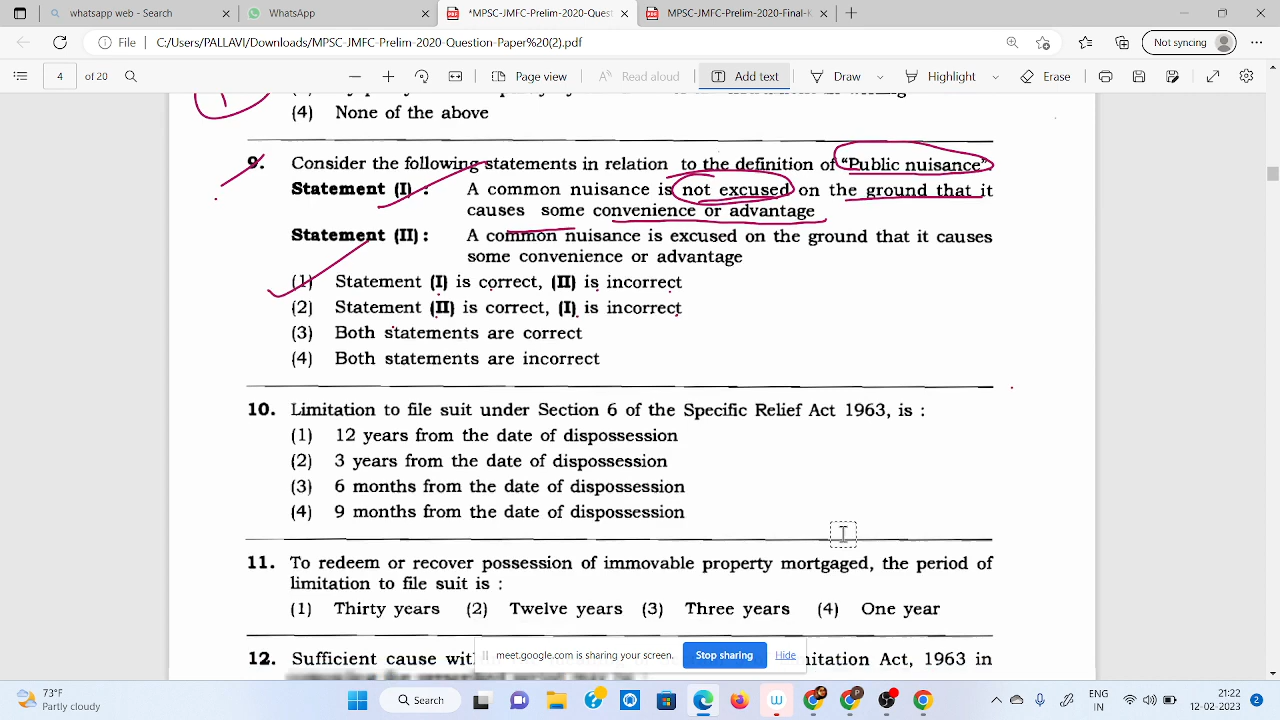 whatsapp web - Search
WhatsApp
*MPSC-JMFC-Prelim-2020-Quest
MPSC-JMFC-Prelim-2020-Final-K
File
C:/Users/PALLAVI/Downloads/MPSC_JMFC-Prelim-2020-Question-Paper%20(2).pdf
Not syncing
4
of 20
Page view
Read aloud
Add text
Draw
Highlight
Erase
(4) None of the above
9. Consider the following statements in relation to the definition of “Public nuisance”.
Statement (I) : A common nuisance is not excused on the ground that it
causes some convenience or advantage
Statement (II) : A common nuisance is excused on the ground that it causes
some convenience or advantage
(1) Statement (I) is correct, (II) is incorrect
(2) Statement (II) is correct, (I) is incorrect
(3) Both statements are correct
(4) Both statements are incorrect
10. Limitation to file suit under Section 6 of the Specific Relief Act 1963, is :
(1) 12 years from the date of dispossession
(2) 3 years from the date of dispossession
(3) 6 months from the date of dispossession
(4) 9 months from the date of dispossession
11. To redeem or recover possession of immovable property mortgaged, the period of
limitation to file suit is :
(1) Thirty years (2) Twelve years (3) Three years (4) One year
12. Sufficient cause
Act, 1963 in
meet.google.com is sharing your screen.
Stop sharing
Hide
73°F
Partly cloudy
Search
ENG
IN
21:22
12-02-2023
2